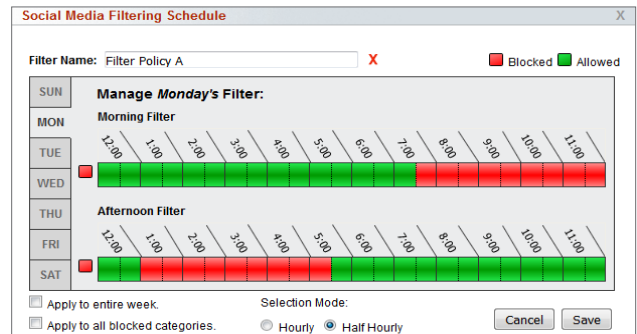 Social Media Filtering Schedule X
Filter Name: Filter Policy A X Blocked Allowed
SUN
MON
TUE
WED
THU
FRI
SAT
Manage Monday's Filter:
Morning Filter
12:00 1:00 2:00 3:00 4:00 5:00 6:00 7:00 8:00 9:00 10:00 11:00
Afternoon Filter
12:00 1:00 2:00 3:00 4:00 5:00 6:00 7:00 8:00 9:00 10:00 11:00
Apply to entire week.
Apply to all blocked categories.
Selection Mode:
Hourly Half Hourly
Cancel Save